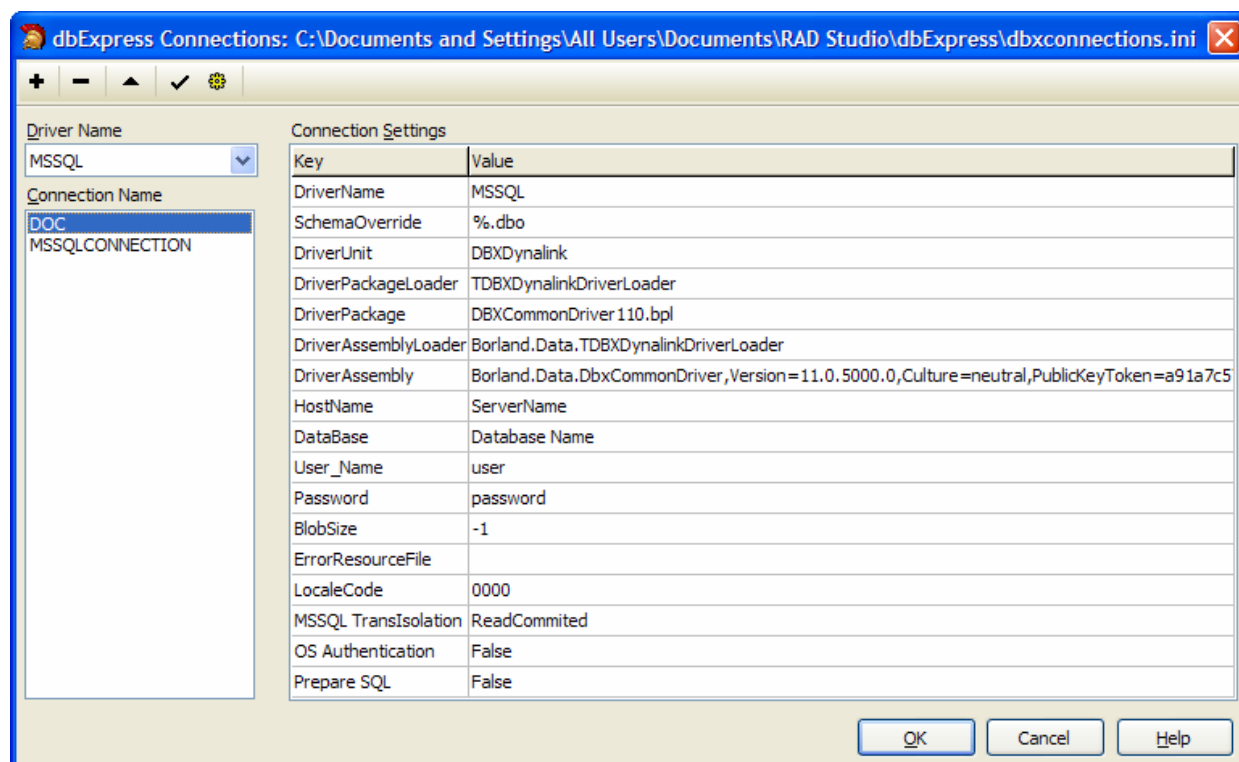 dbExpress Connections: C:\Documents and Settings\All Users\Documents\RAD Studio\dbExpress\dbxconnections.ini
Driver Name
MSSQL
Connection Name
DOC
MSSQLCONNECTION
Connection Settings
Key Value
DriverName MSSQL
SchemaOverride %.dbo
DriverUnit DBXDynalink
DriverPackageLoader TDBXDynalinkDriverLoader
DriverPackage DBXCommonDriver110.bpl
DriverAssemblyLoader Borland.Data.TDBXDynalinkDriverLoader
DriverAssembly Borland.Data.DbxCommonDriver,Version=11.0.5000.0,Culture=neutral,PublicKeyToken=a91a7c5
HostName ServerName
DataBase Database Name
User_Name user
Password password
BlobSize -1
ErrorResourceFile
LocaleCode 0000
MSSQL TransIsolation ReadCommited
OS Authentication False
Prepare SQL False
OK Cancel Help